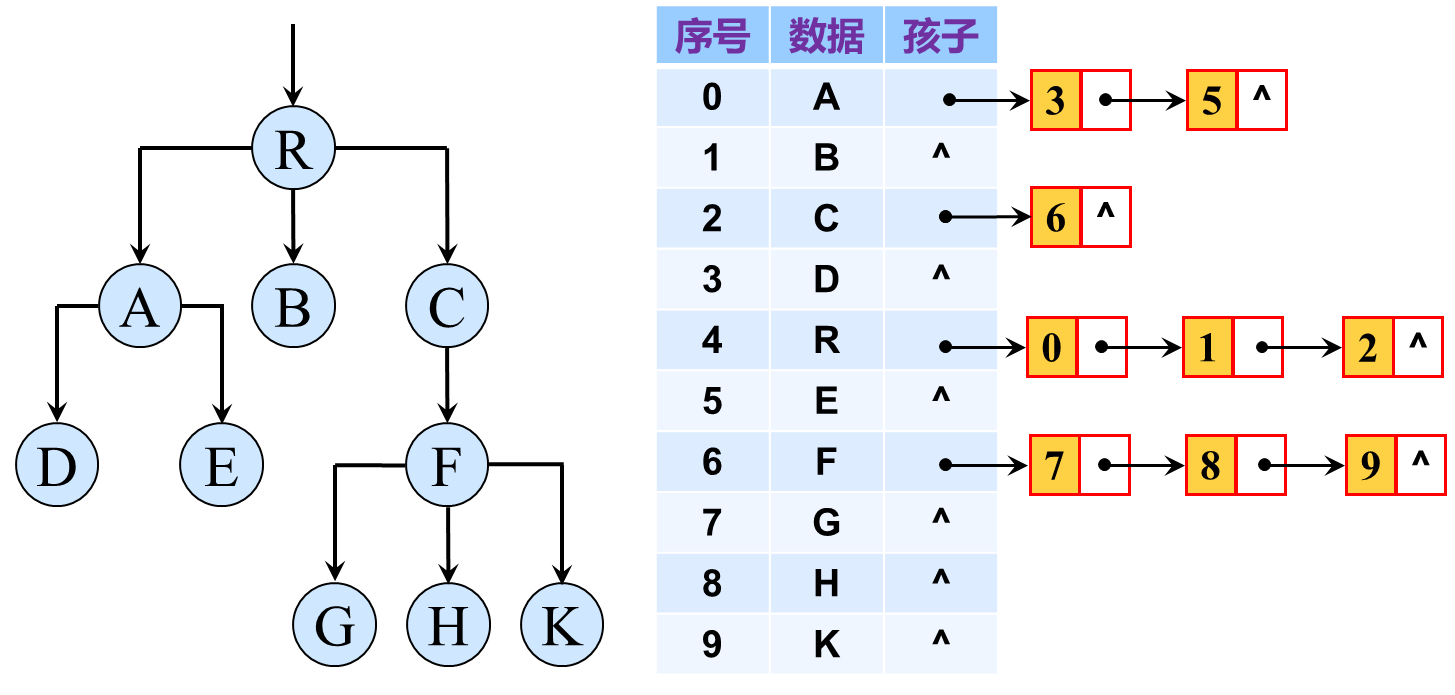 R
A B C
D E F
G H K
序号 数据 孩子
0 A 3 5 ^
1 B ^
2 C 6 ^
3 D ^
4 R 0 1 2 ^
5 E ^
6 F 7 8 9 ^
7 G ^
8 H ^
9 K ^